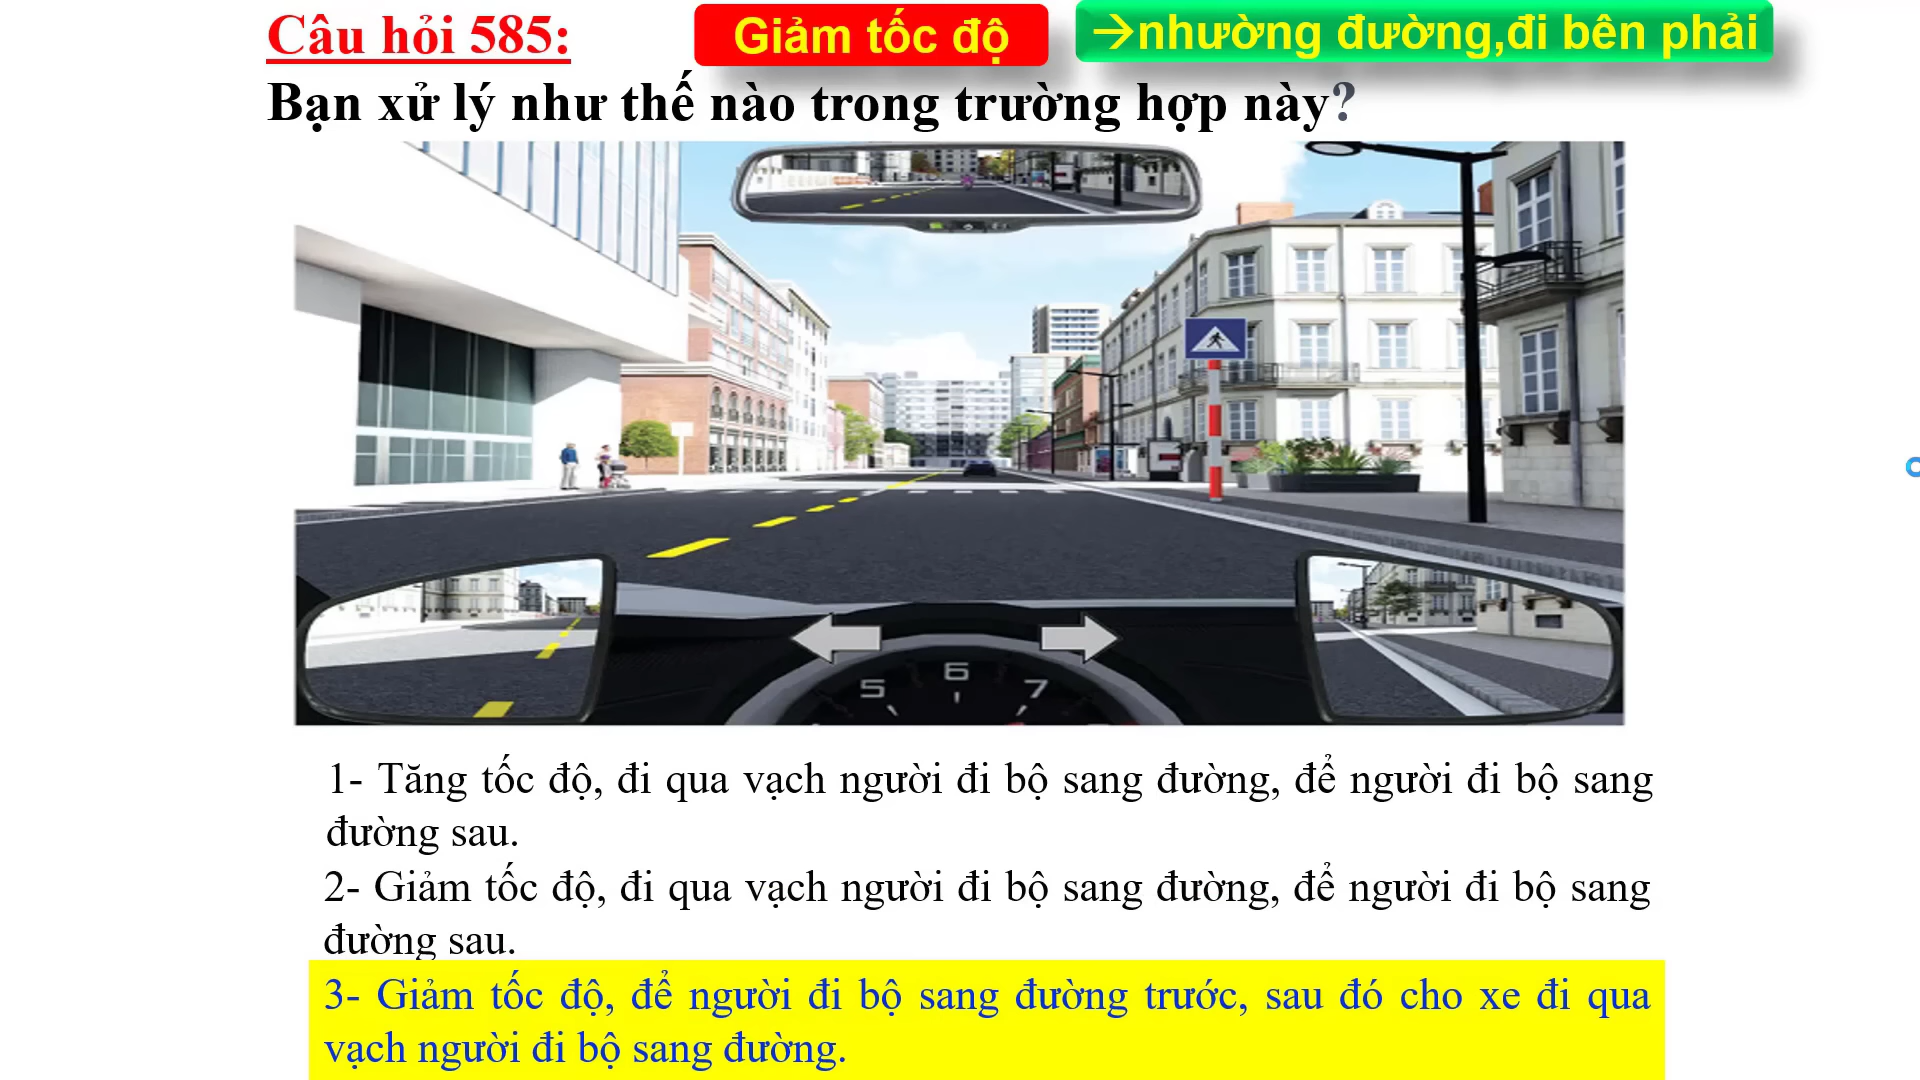 Câu hỏi 585:
Giảm tốc độ
→nhường đường,đi bên phải
Bạn xử lý như thế nào trong trường hợp này?
5 6 7
1- Tăng tốc độ, đi qua vạch người đi bộ sang đường, để người đi bộ sang
đường sau.
2- Giảm tốc độ, đi qua vạch người đi bộ sang đường, để người đi bộ sang
đường sau.
3- Giảm tốc độ, để người đi bộ sang đường trước, sau đó cho xe đi qua
vạch người đi bộ sang đường.